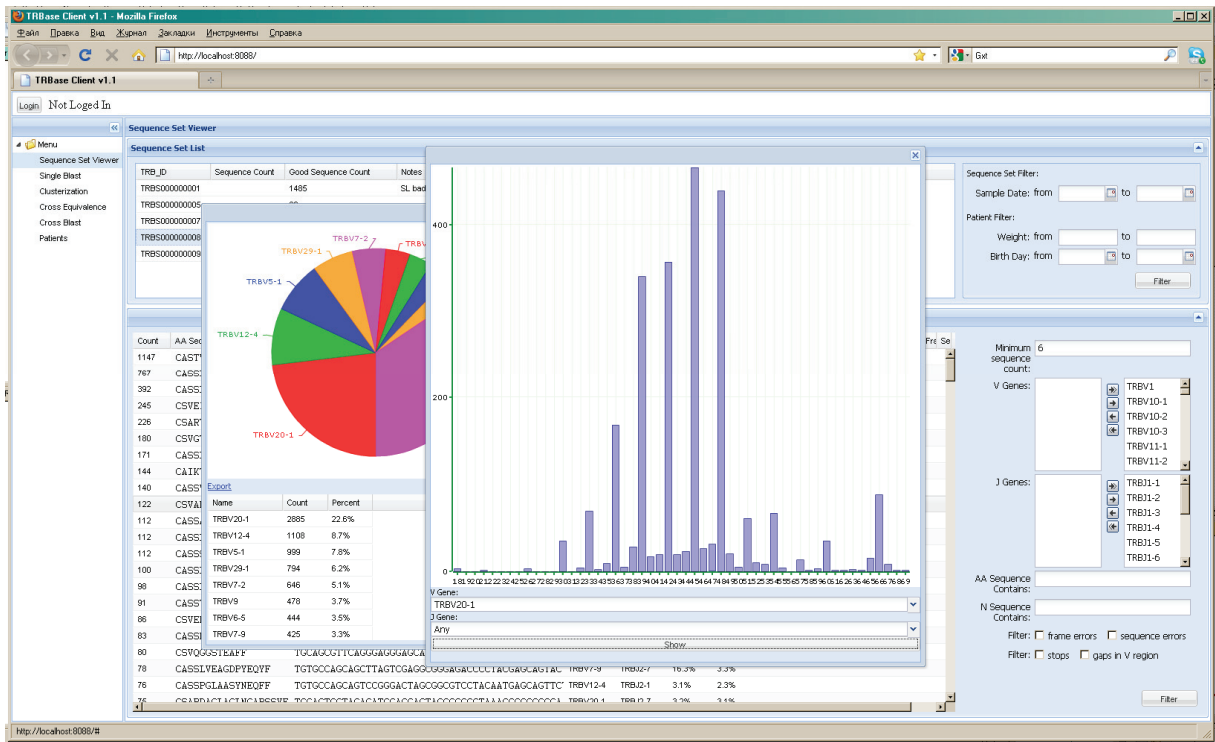 TRBase Client v1.1 - Mozilla Firefox
Файл Правка Вид Журнал Закладки Инструменты Справка
http://localhost:8088/
Gxt
TRBase Client v1.1
Login Not Loged In
Sequence Set Viewer
Menu
Sequence Set Viewer
Single Blast
Clusterization
Cross Equivalence
Cross Blast
Patients
Sequence Set List
TRB_ID Sequence Count Good Sequence Count Notes
TRBS000000001 1485 SL bad
TRBS000000005
TRBS000000007
TRBS000000008
TRBS000000009
Sequence Set Filter:
Sample Date: from to
Patient Filter:
Weight: from to
Birth Day: from to
Filter
TRBV7-2
TRBV29-1
TRBV5-1
TRBV12-4
TRBV20-1
Export
Name Count Percent
TRBV20-1 2885 22.6%
TRBV12-4 1108 8.7%
TRBV5-1 999 7.8%
TRBV29-1 794 6.2%
TRBV7-2 646 5.1%
TRBV9 478 3.7%
TRBV6-5 444 3.5%
TRBV7-9 425 3.3%
400
200
0
V Gene:
TRBV20-1
J Gene:
Any
Show
Count AA Sec
1147
767
392
245
226
180
171
144
140
122
112
112
112
100
98
91
86
83
80 CSVQGGSTEAFF
78 CASSLVEAGDPYEQYF TGTGCCAGCAGCTTAGTCGAGGCGGGAGACCCCTACGAGCAGTAC TRBV7-9 TRBJ2-7 16.3% 3.3%
76 CASSPGLAASYNEQFF TGTGCCAGCAGTCCGGGACTAGCGGCGTCCTACAATGAGCAGTTC TRBV12-4 TRBJ2-1 3.1% 2.3%
Fre Se
Minimum sequence count: 6
V Genes:
TRBV1
TRBV10-1
TRBV10-2
TRBV10-3
TRBV11-1
TRBV11-2
J Genes:
TRBJ1-1
TRBJ1-2
TRBJ1-3
TRBJ1-4
TRBJ1-5
TRBJ1-6
AA Sequence Contains:
N Sequence Contains:
Filter: frame errors sequence errors
Filter: stops gaps in V region
Filter
http://localhost:8088/#